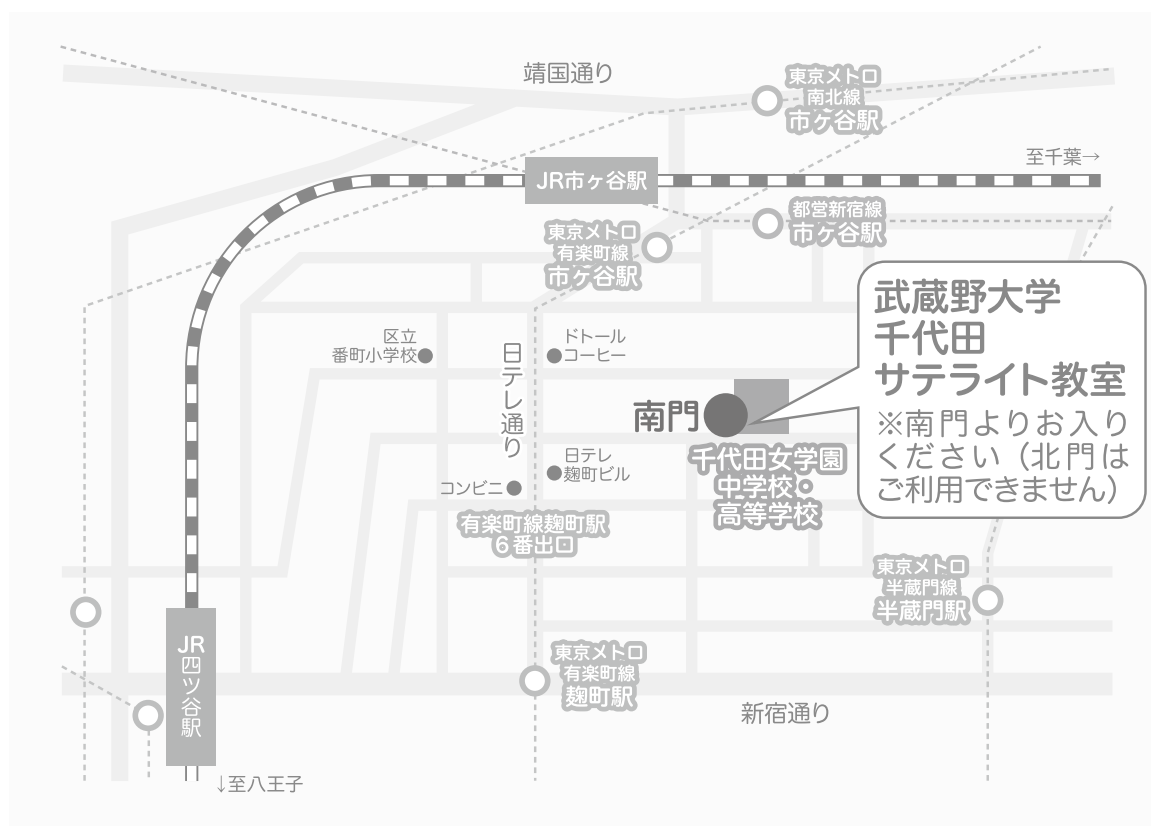 靖国通り
東京メトロ
南北線
市ヶ谷駅
至千葉→
JR市ヶ谷駅
都営新宿線
市ヶ谷駅
東京メトロ
有楽町線
市ヶ谷駅
武蔵野大学
千代田
サテライト教室
※南門よりお入り
ください（北門は
ご利用できません）
区立
番町小学校
日テレ通り
ドトール
コーヒー
南門
千代田女学園
中学校・
高等学校
日テレ
麹町ビル
コンビニ
有楽町線麹町駅
６番出口
東京メトロ
半蔵門線
半蔵門駅
JR四ツ谷駅
東京メトロ
有楽町線
麹町駅
新宿通り
↓至八王子